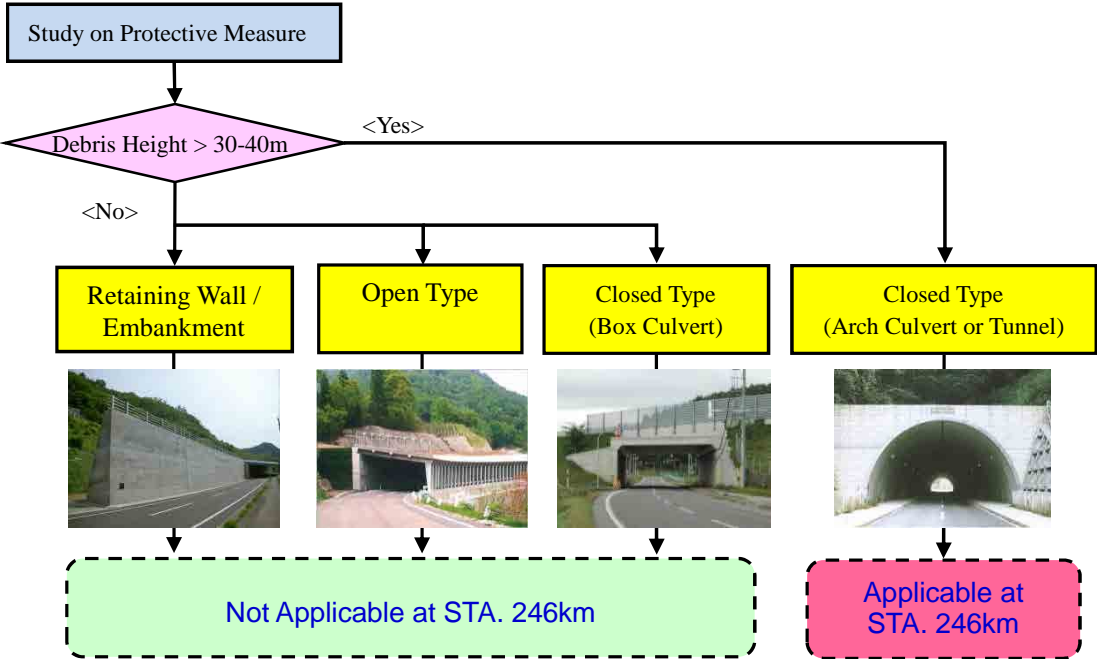 Study on Protective Measure
<Yes>
Debris Height > 30-40m
<No>
Retaining Wall /
Embankment
Open Type
Closed Type
(Box Culvert)
Closed Type
(Arch Culvert or Tunnel)
Not Applicable at STA. 246km
Applicable at
STA. 246km